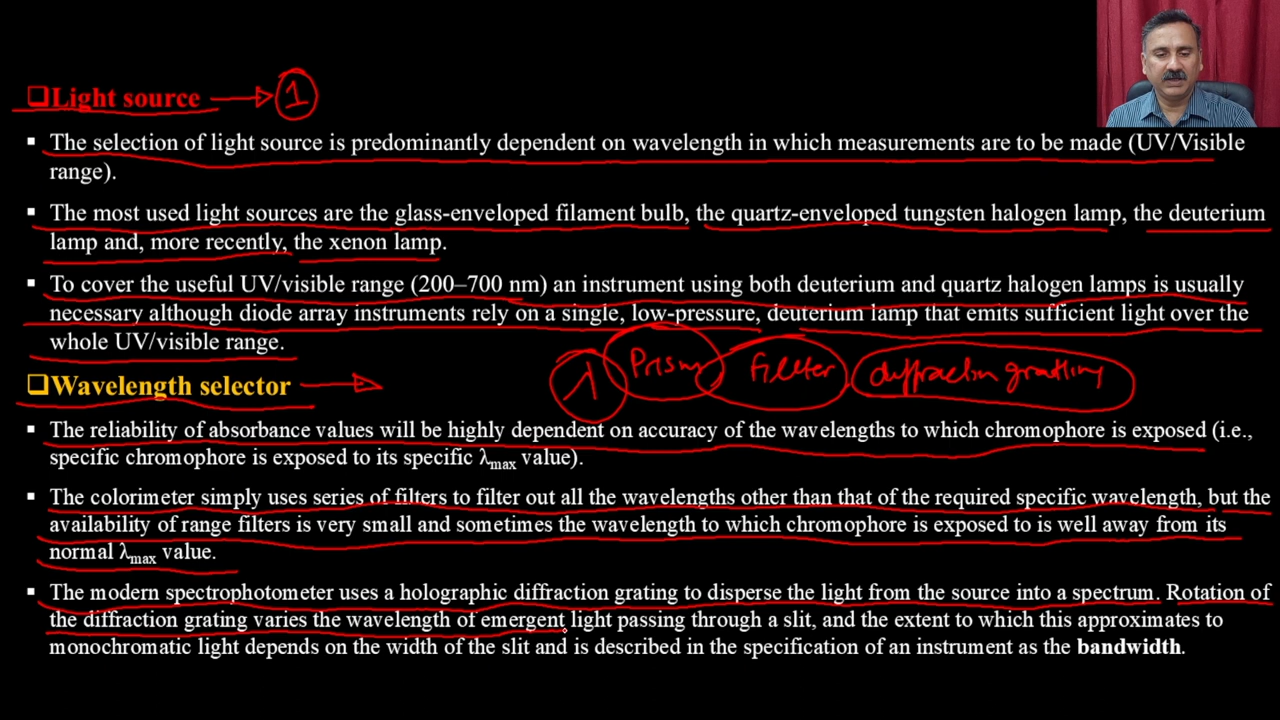 ❑Light source 1
▪ The selection of light source is predominantly dependent on wavelength in which measurements are to be made (UV/Visible
range).
▪ The most used light sources are the glass-enveloped filament bulb, the quartz-enveloped tungsten halogen lamp, the deuterium
lamp and, more recently, the xenon lamp.
▪ To cover the useful UV/visible range (200–700 nm) an instrument using both deuterium and quartz halogen lamps is usually
necessary although diode array instruments rely on a single, low-pressure, deuterium lamp that emits sufficient light over the
whole UV/visible range.
λ Prism Filter diffraction gratting
❑Wavelength selector
▪ The reliability of absorbance values will be highly dependent on accuracy of the wavelengths to which chromophore is exposed (i.e.,
specific chromophore is exposed to its specific λmax value).
▪ The colorimeter simply uses series of filters to filter out all the wavelengths other than that of the required specific wavelength, but the
availability of range filters is very small and sometimes the wavelength to which chromophore is exposed to is well away from its
normal λmax value.
▪ The modern spectrophotometer uses a holographic diffraction grating to disperse the light from the source into a spectrum. Rotation of
the diffraction grating varies the wavelength of emergent light passing through a slit, and the extent to which this approximates to
monochromatic light depends on the width of the slit and is described in the specification of an instrument as the bandwidth.